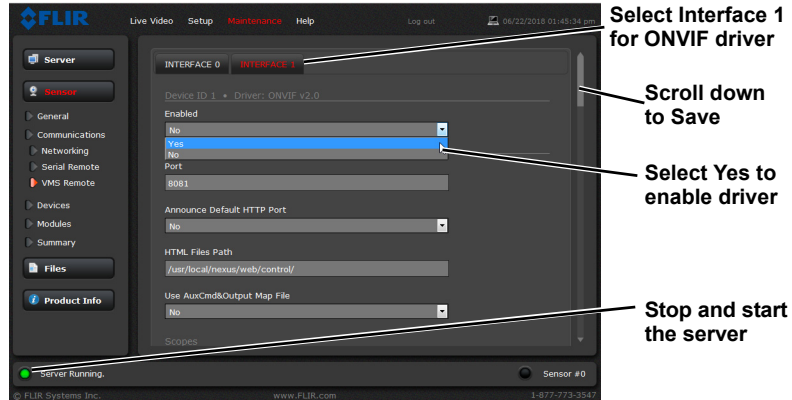 FLIR
Live Video Setup Maintenance Help Log out 06/22/2018 01:45:34 pm
Select Interface 1
for ONVIF driver
Server
INTERFACE 0 INTERFACE 1
Sensor
Device ID 1 • Driver: ONVIF v2.0
Scroll down
to Save
General
Enabled
Communications
No
Networking
Yes
No
Serial Remote
Port
VMS Remote
8081
Select Yes to
enable driver
Devices
Announce Default HTTP Port
Modules
No
Summary
HTML Files Path
Files
/usr/local/nexus/web/control/
Product Info
Use AuxCmd&Output Map File
No
Stop and start
the server
Scopes
Server Running.
Sensor #0
© FLIR Systems Inc. www.FLIR.com 1-877-773-3547